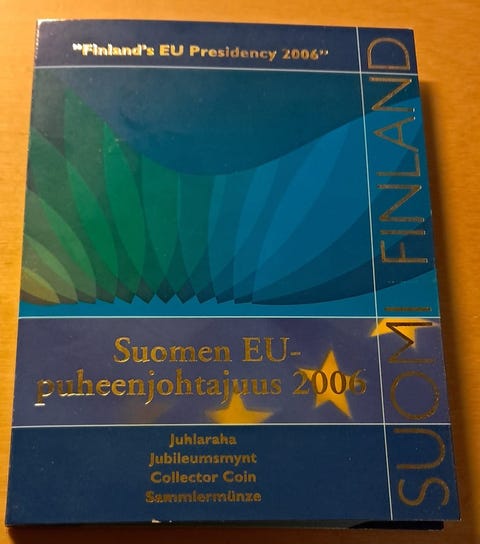 "Finland's EU Presidency 2006"
SUOMI FINLAND
Suomen EU-
puheenjohtajuus 2006
Juhlaraha
Jubileumsmynt
Collector Coin
Sammlermünze